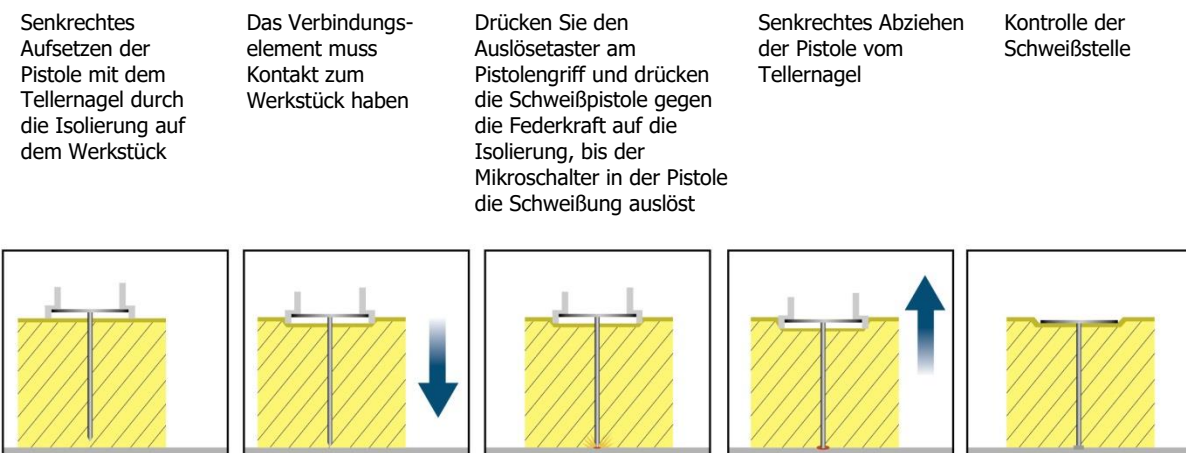 Senkrechtes
Aufsetzen der
Pistole mit dem
Tellernagel durch
die Isolierung auf
dem Werkstück
Das Verbindungs-
element muss
Kontakt zum
Werkstück haben
Drücken Sie den
Auslösetaster am
Pistolengriff und drücken
die Schweißpistole gegen
die Federkraft auf die
Isolierung, bis der
Mikroschalter in der Pistole
die Schweißung auslöst
Senkrechtes Abziehen
der Pistole vom
Tellernagel
Kontrolle der
Schweißstelle